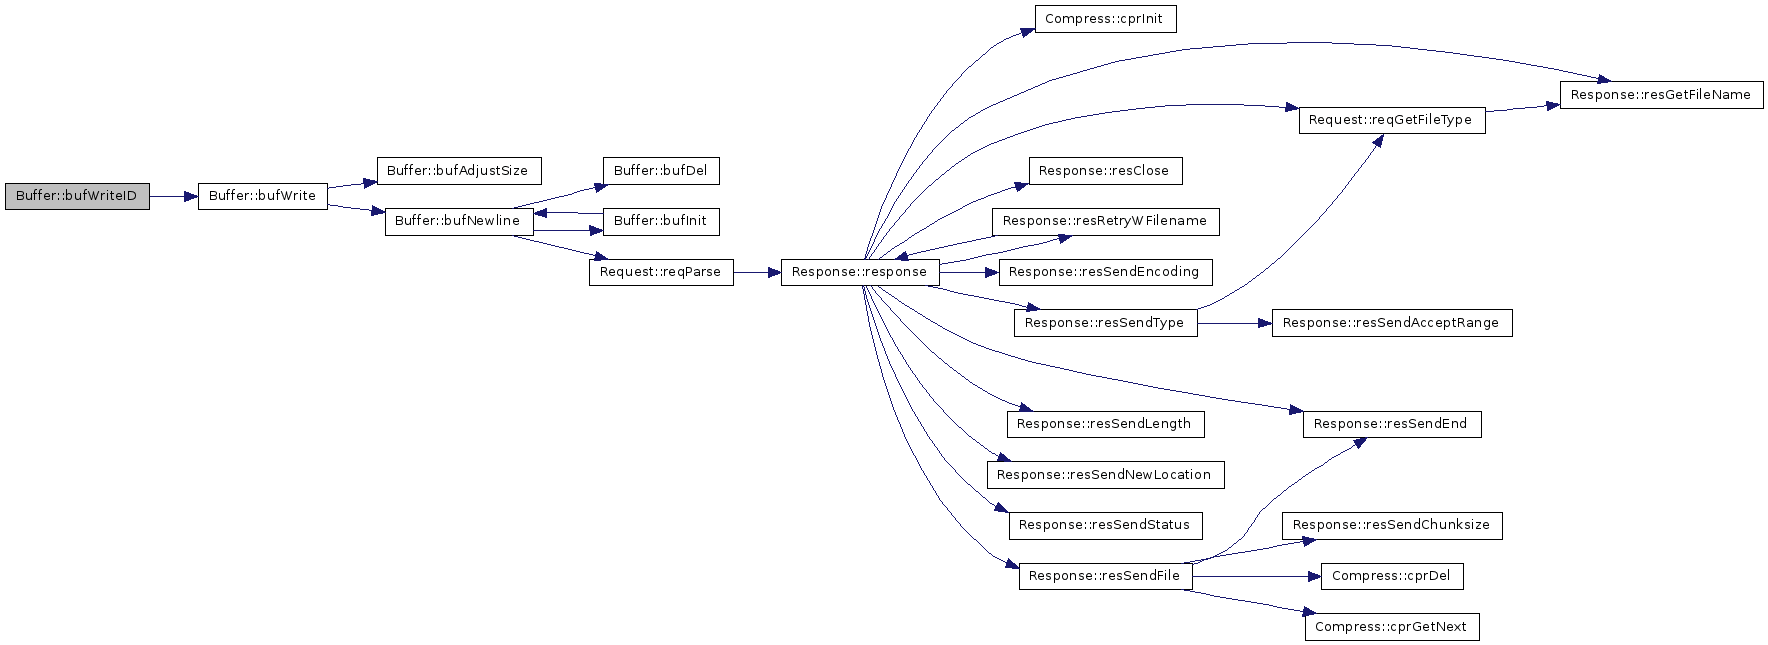 Compress::cprInit
Response::resGetFileName
Request::reqGetFileType
Buffer::bufAdjustSize
Buffer::bufDel
Response::resClose
Buffer::bufWriteID
Buffer::bufWrite
Buffer::bufNewline
Buffer::bufInit
Response::resRetryWFilename
Request::reqParse
Response::response
Response::resSendEncoding
Response::resSendType
Response::resSendAcceptRange
Response::resSendLength
Response::resSendEnd
Response::resSendNewLocation
Response::resSendStatus
Response::resSendChunksize
Response::resSendFile
Compress::cprDel
Compress::cprGetNext